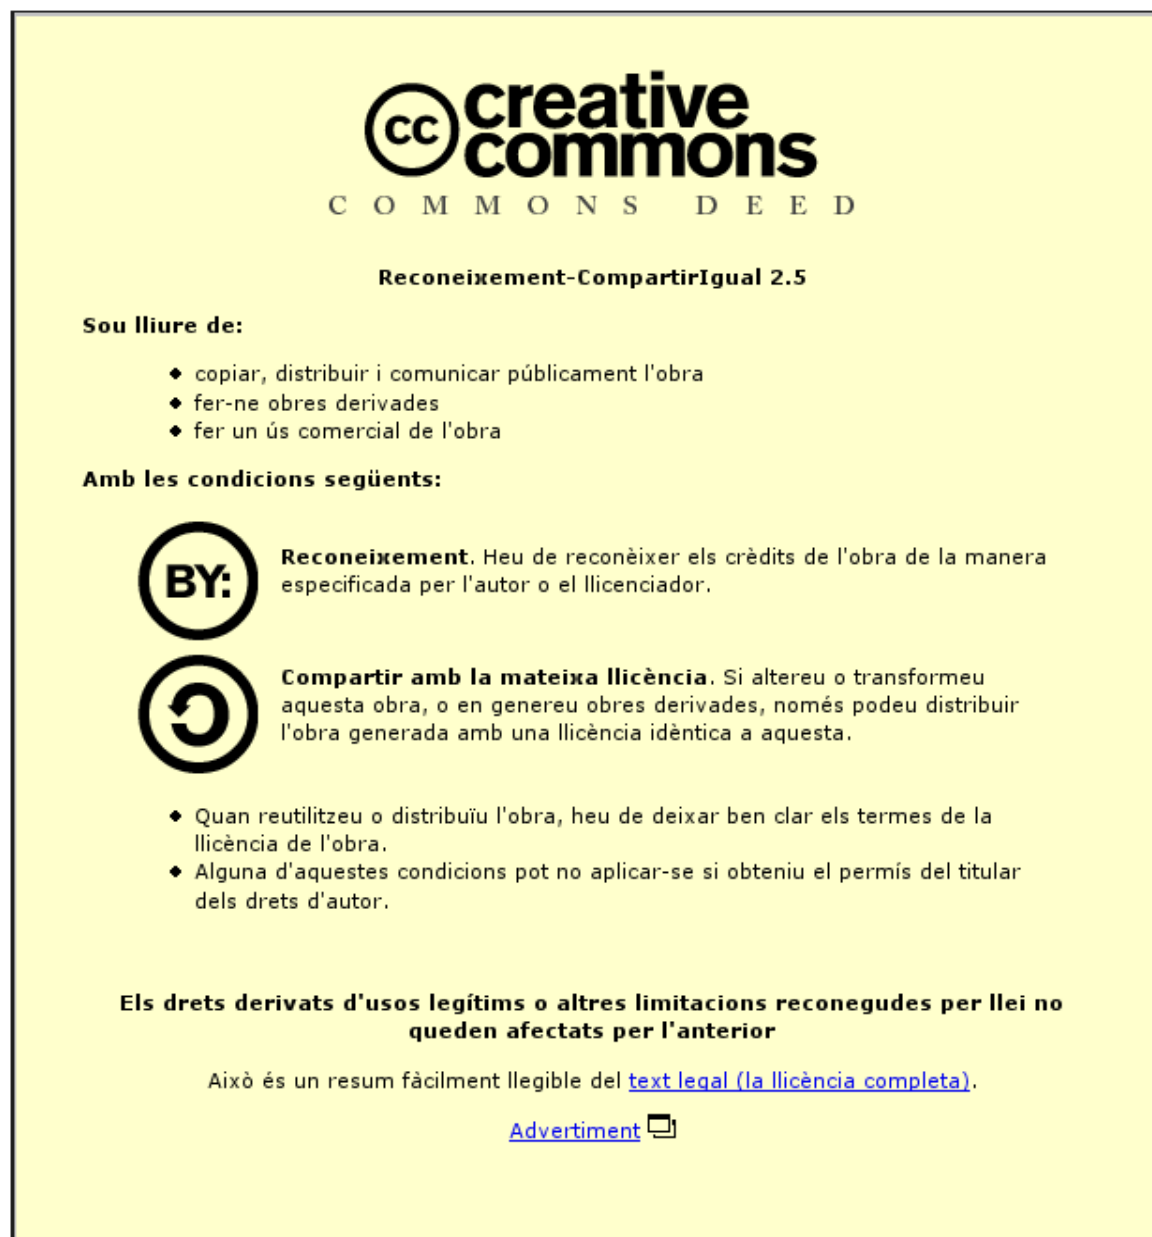 cc creative
commons
COMMONS DEED
Reconeixement-CompartirIgual 2.5
Sou lliure de:
copiar, distribuir i comunicar públicament l'obra
fer-ne obres derivades
fer un ús comercial de l'obra
Amb les condicions següents:
BY:
Reconeixement. Heu de reconèixer els crèdits de l'obra de la manera
especificada per l'autor o el llicenciador.
Compartir amb la mateixa llicència. Si altereu o transformeu
aquesta obra, o en genereu obres derivades, només podeu distribuir
l'obra generada amb una llicència idèntica a aquesta.
Quan reutilitzeu o distribuïu l'obra, heu de deixar ben clar els termes de la
llicència de l'obra.
Alguna d'aquestes condicions pot no aplicar-se si obteniu el permís del titular
dels drets d'autor.
Els drets derivats d'usos legítims o altres limitacions reconegudes per llei no
queden afectats per l'anterior
Això és un resum fàcilment llegible del text legal (la llicència completa).
Advertiment